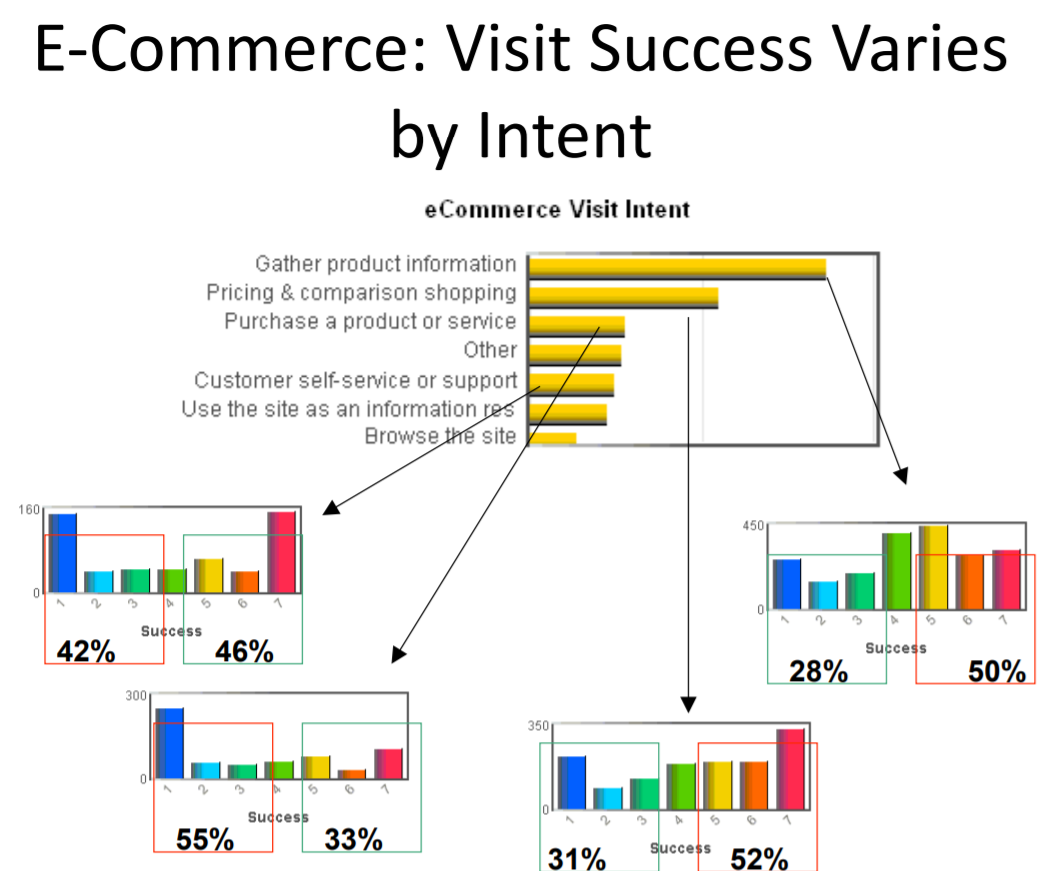 E-Commerce: Visit Success Varies
by Intent
eCommerce Visit Intent
Gather product information
Pricing & comparison shopping
Purchase a product or service
Other
Customer self-service or support
Use the site as an information res
Browse the site
160
0
1 2 3 4 5 6 7
Success
42% 46%
450
0
1 2 3 4 5 6 7
Success
28% 50%
300
0
1 2 3 4 5 6 7
Success
55% 33%
350
0
1 2 3 4 5 6 7
Success
31% 52%